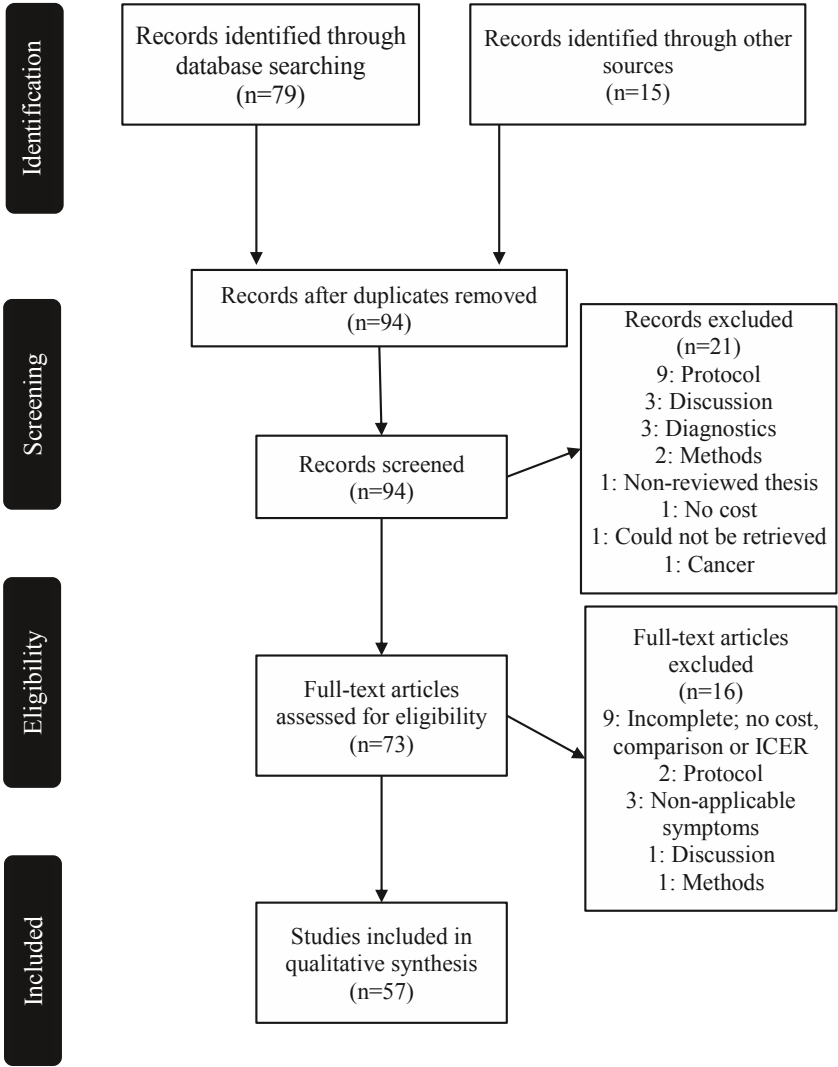 Identification
Records identified through
database searching
(n=79)
Records identified through other
sources
(n=15)
Screening
Records after duplicates removed
(n=94)
Records screened
(n=94)
Records excluded
(n=21)
9: Protocol
3: Discussion
3: Diagnostics
2: Methods
1: Non-reviewed thesis
1: No cost
1: Could not be retrieved
1: Cancer
Eligibility
Full-text articles
assessed for eligibility
(n=73)
Full-text articles
excluded
(n=16)
9: Incomplete; no cost,
comparison or ICER
2: Protocol
3: Non-applicable
symptoms
1: Discussion
1: Methods
Included
Studies included in
qualitative synthesis
(n=57)